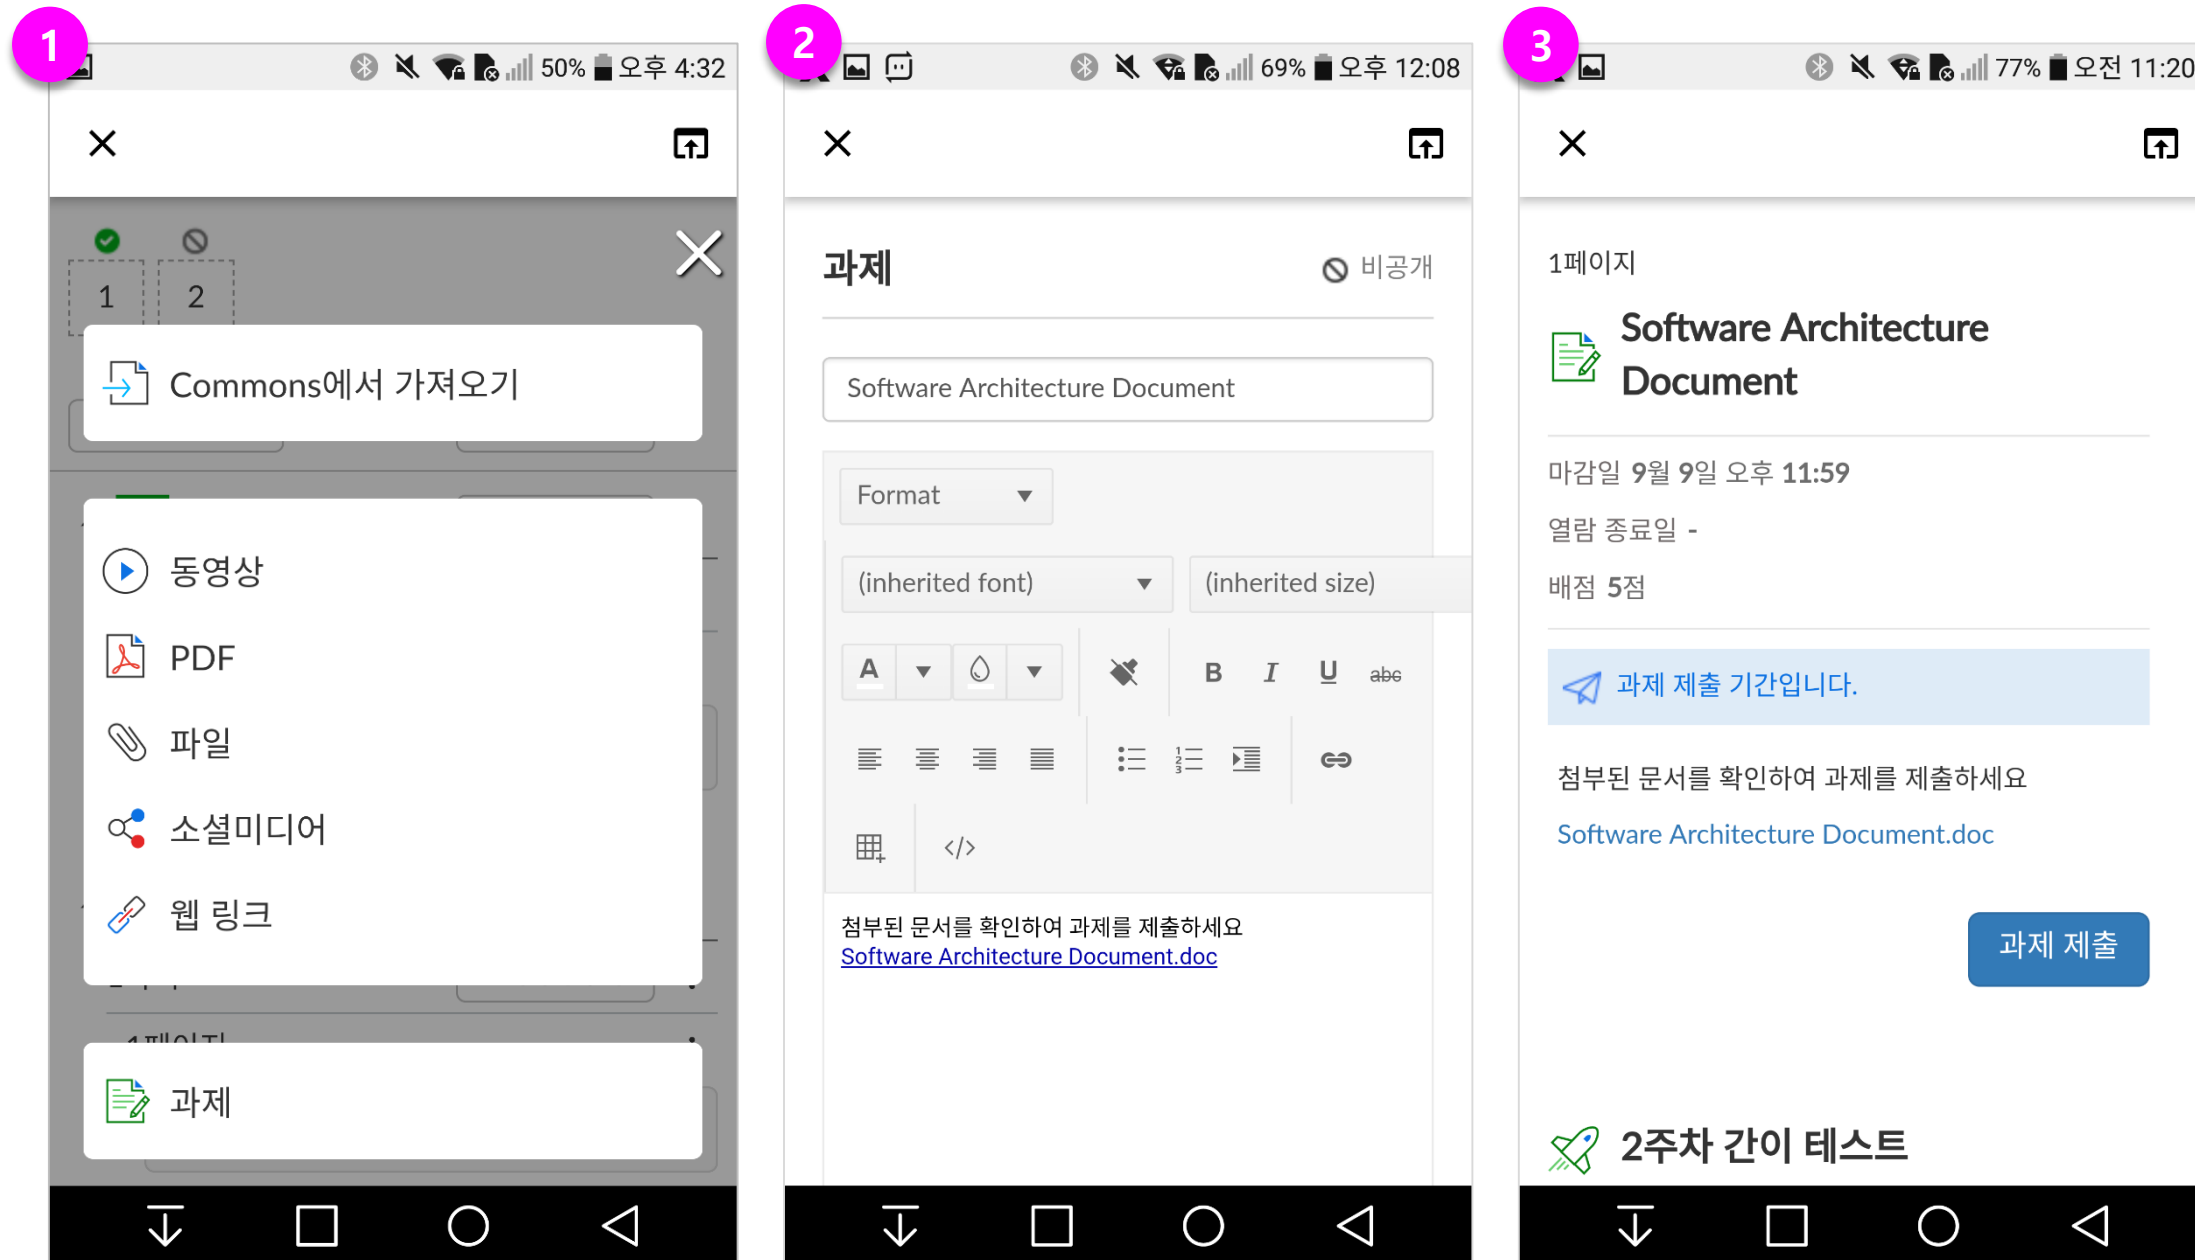 1
50% 오후 4:32
1 2
Commons에서 가져오기
동영상
PDF
파일
소셜미디어
웹 링크
1페이지
과제
2
69% 오후 12:08
과제
비공개
Software Architecture Document
Format
(inherited font) (inherited size)
A B I U abc
</>
첨부된 문서를 확인하여 과제를 제출하세요
Software Architecture Document.doc
3
77% 오전 11:20
1페이지
Software Architecture
Document
마감일 9월 9일 오후 11:59
열람 종료일 -
배점 5점
과제 제출 기간입니다.
첨부된 문서를 확인하여 과제를 제출하세요
Software Architecture Document.doc
과제 제출
2주차 간이 테스트